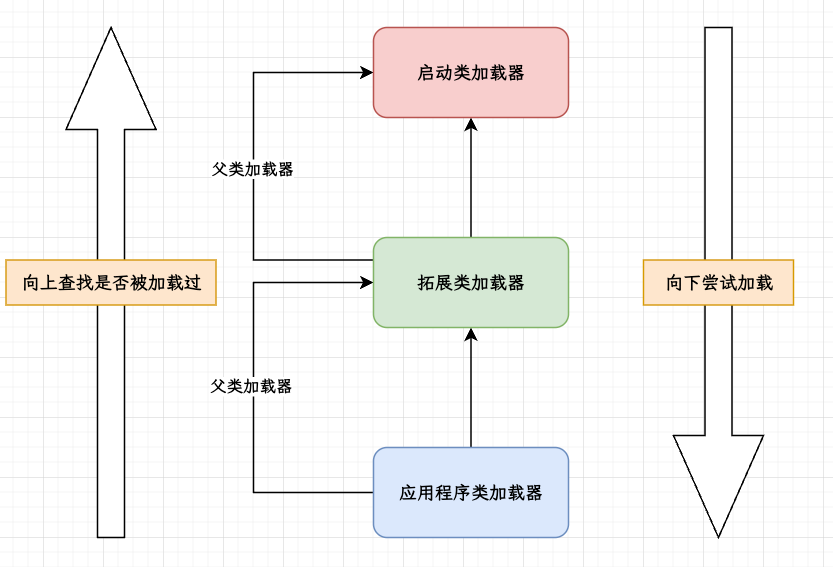 启动类加载器
父类加载器
向上查找是否被加载过
拓展类加载器
向下尝试加载
父类加载器
应用程序类加载器